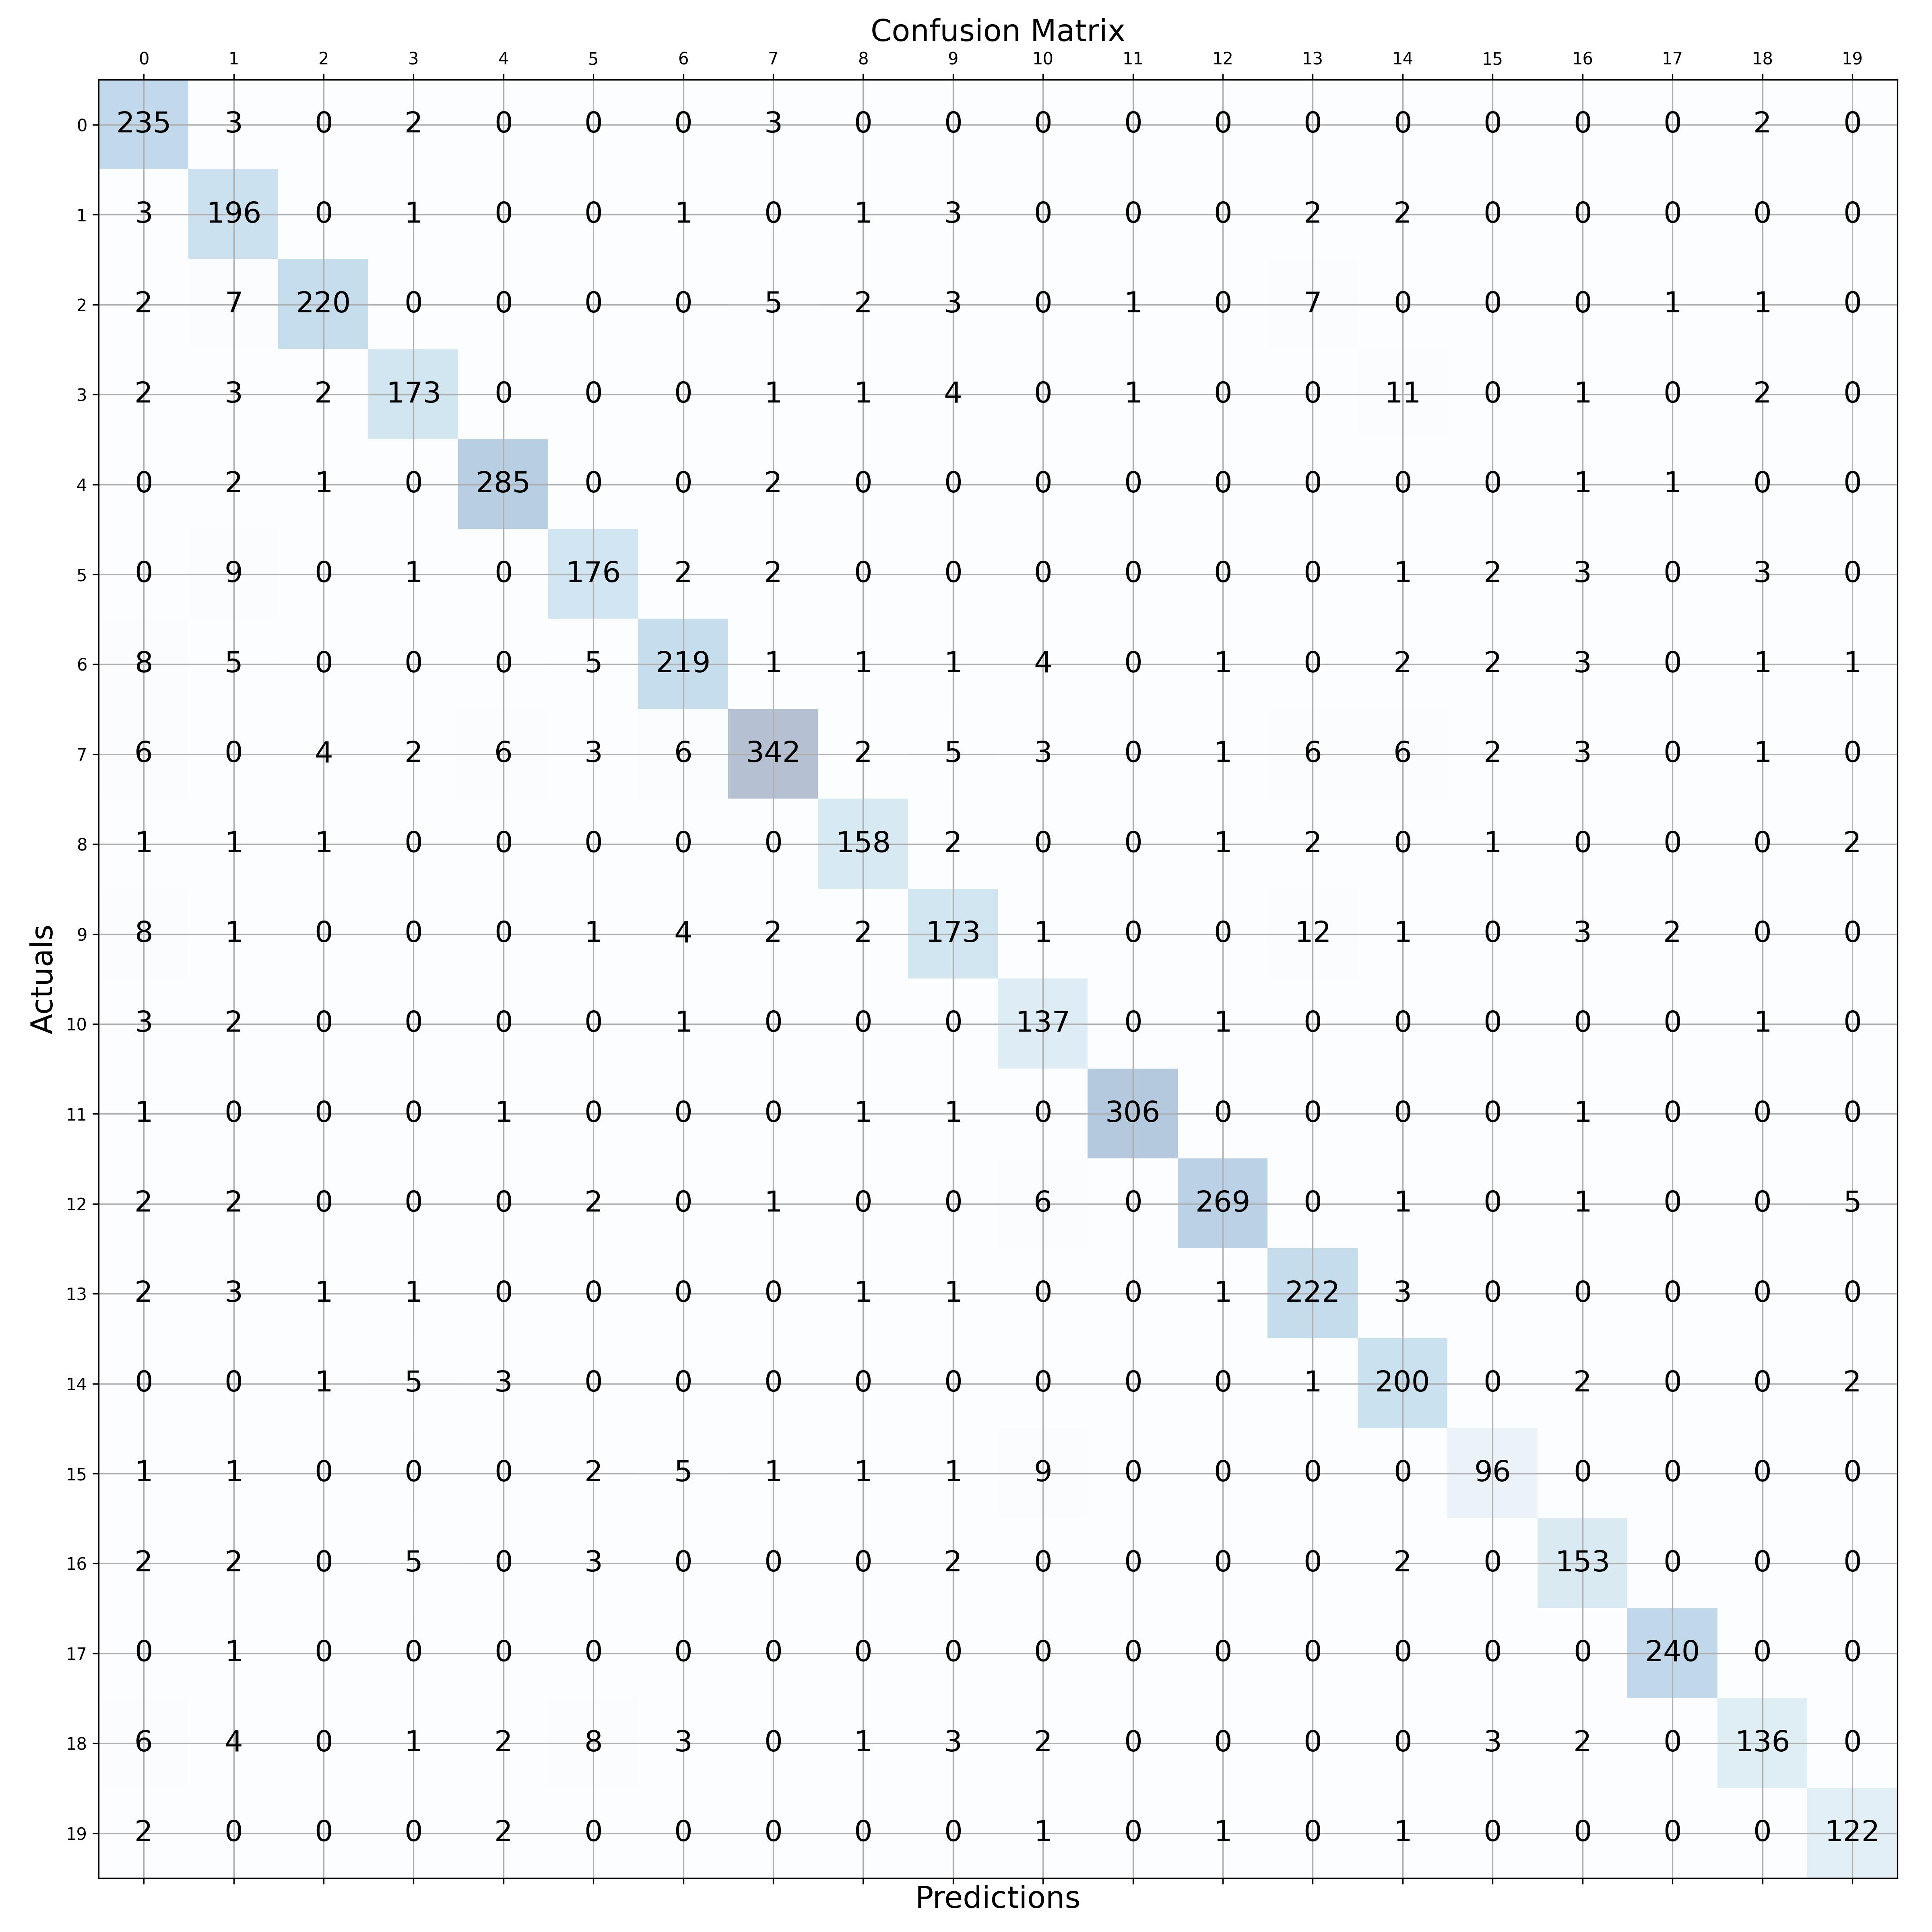 Confusion Matrix
0 1 2 3 4 5 6 7 8 9 10 11 12 13 14 15 16 17 18 19
0 235 3 0 2 0 0 0 3 0 0 0 0 0 0 0 0 0 0 2 0
1 3 196 0 1 0 0 1 0 1 3 0 0 0 2 2 0 0 0 0 0
2 2 7 220 0 0 0 0 5 2 3 0 1 0 7 0 0 0 1 1 0
3 2 3 2 173 0 0 0 1 1 4 0 1 0 0 11 0 1 0 2 0
4 0 2 1 0 285 0 0 2 0 0 0 0 0 0 0 0 1 1 0 0
5 0 9 0 1 0 176 2 2 0 0 0 0 0 0 1 2 3 0 3 0
6 8 5 0 0 0 5 219 1 1 1 4 0 1 0 2 2 3 0 1 1
7 6 0 4 2 6 3 6 342 2 5 3 0 1 6 6 2 3 0 1 0
8 1 1 1 0 0 0 0 0 158 2 0 0 1 2 0 1 0 0 0 2
9 8 1 0 0 0 1 4 2 2 173 1 0 0 12 1 0 3 2 0 0
10 3 2 0 0 0 0 1 0 0 0 137 0 1 0 0 0 0 0 1 0
11 1 0 0 0 1 0 0 0 1 1 0 306 0 0 0 0 1 0 0 0
12 2 2 0 0 0 2 0 1 0 0 6 0 269 0 1 0 1 0 0 5
13 2 3 1 1 0 0 0 0 1 1 0 0 1 222 3 0 0 0 0 0
14 0 0 1 5 3 0 0 0 0 0 0 0 0 1 200 0 2 0 0 2
15 1 1 0 0 0 2 5 1 1 1 9 0 0 0 0 96 0 0 0 0
16 2 2 0 5 0 3 0 0 0 2 0 0 0 0 2 0 153 0 0 0
17 0 1 0 0 0 0 0 0 0 0 0 0 0 0 0 0 0 240 0 0
18 6 4 0 1 2 8 3 0 1 3 2 0 0 0 0 3 2 0 136 0
19 2 0 0 0 2 0 0 0 0 0 1 0 1 0 1 0 0 0 0 122
Actuals
Predictions